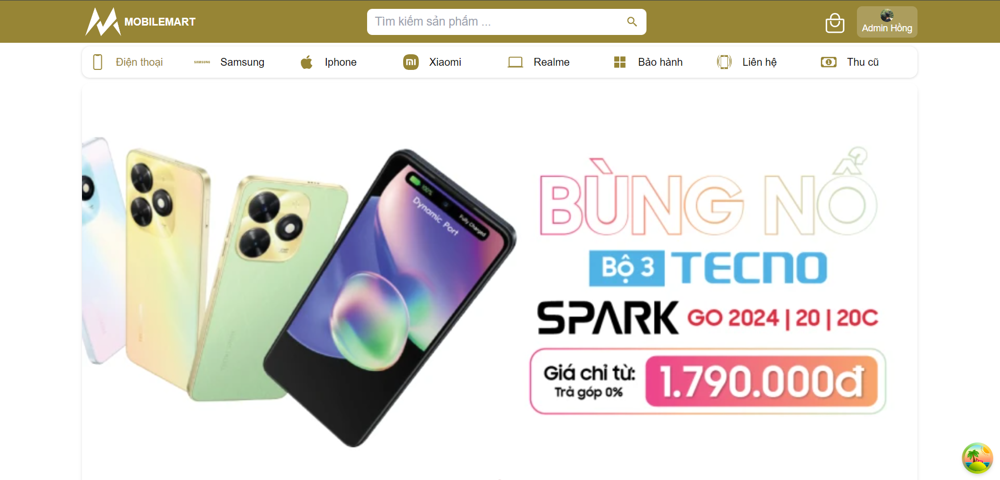 MOBILEMART
Tìm kiếm sản phẩm ...
Admin Hồng
Điện thoại
SAMSUNG
Samsung
Iphone
mi
Xiaomi
Realme
Bảo hành
Liên hệ
1
Thu cũ
100%
Fully Charged
Dynamic Port
BÙNG NỔ
Bộ 3 TECNO
SPARK GO 2024 | 20 | 20C
Giá chỉ từ:
Trả góp 0%
1.790.000đ